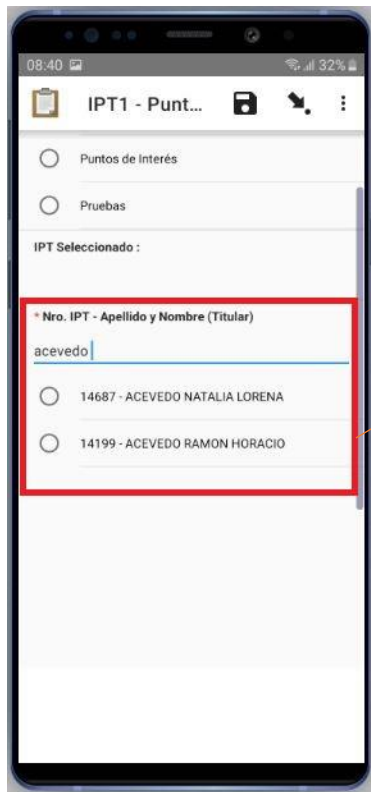 08:40 32%
IPT1 - Punt...
Puntos de Interés
Pruebas
IPT Seleccionado :
* Nro. IPT - Apellido y Nombre (Titular)
acevedo
14687 - ACEVEDO NATALIA LORENA
14199 - ACEVEDO RAMON HORACIO